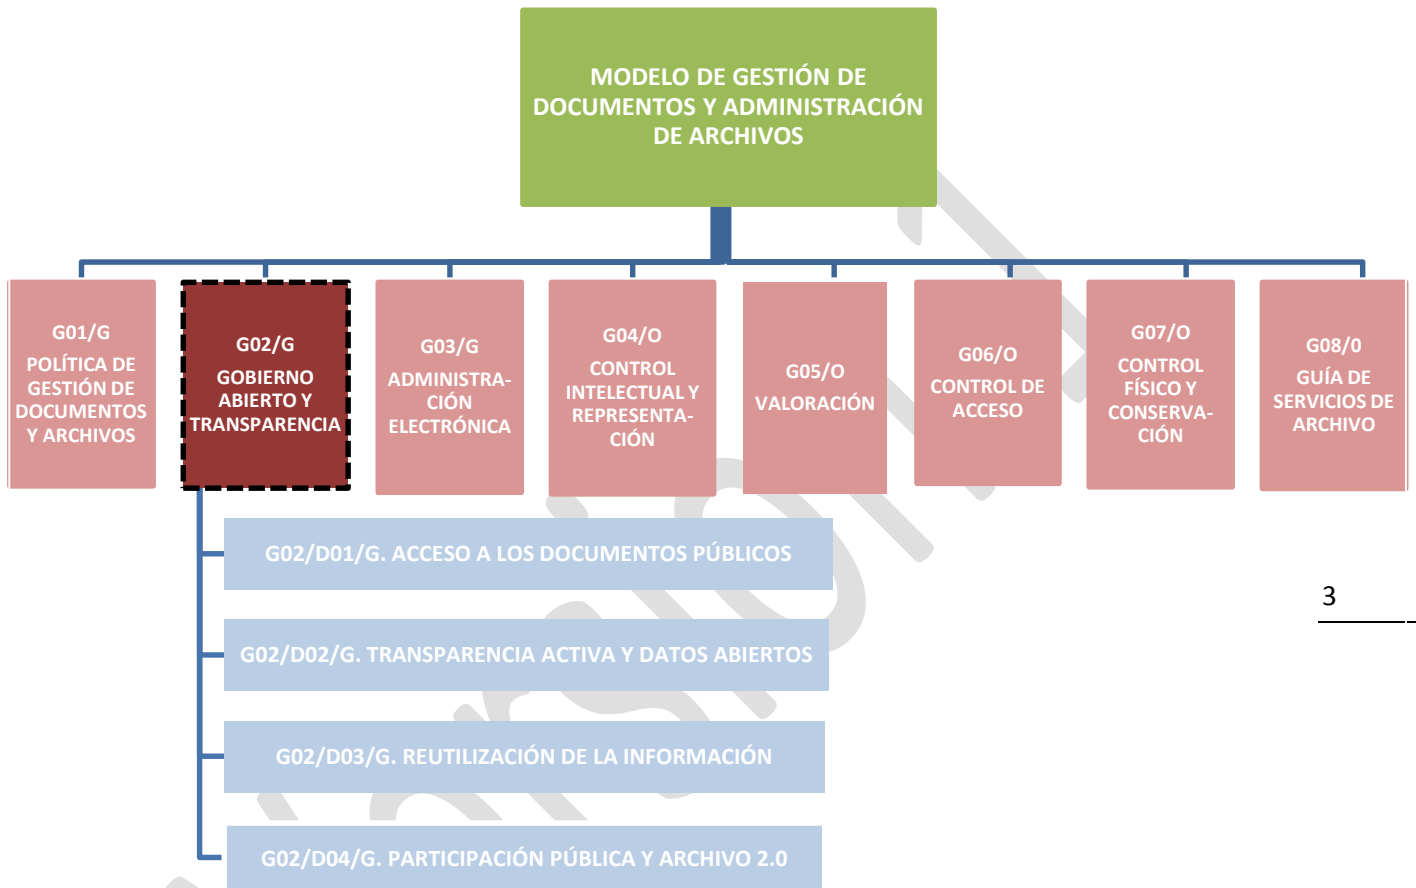 MODELO DE GESTIÓN DE
DOCUMENTOS Y ADMINISTRACIÓN
DE ARCHIVOS
G01/G
POLÍTICA DE
GESTIÓN DE
DOCUMENTOS
Y ARCHIVOS
G02/G
GOBIERNO
ABIERTO Y
TRANSPARENCIA
G03/G
ADMINISTRA-
CIÓN
ELECTRÓNICA
G04/O
CONTROL
INTELECTUAL Y
REPRESENTA-
CIÓN
G05/O
VALORACIÓN
G06/O
CONTROL DE
ACCESO
G07/O
CONTROL
FÍSICO Y
CONSERVA-
CIÓN
G08/0
GUÍA DE
SERVICIOS DE
ARCHIVO
G02/D01/G. ACCESO A LOS DOCUMENTOS PÚBLICOS
G02/D02/G. TRANSPARENCIA ACTIVA Y DATOS ABIERTOS
G02/D03/G. REUTILIZACIÓN DE LA INFORMACIÓN
G02/D04/G. PARTICIPACIÓN PÚBLICA Y ARCHIVO 2.0
3